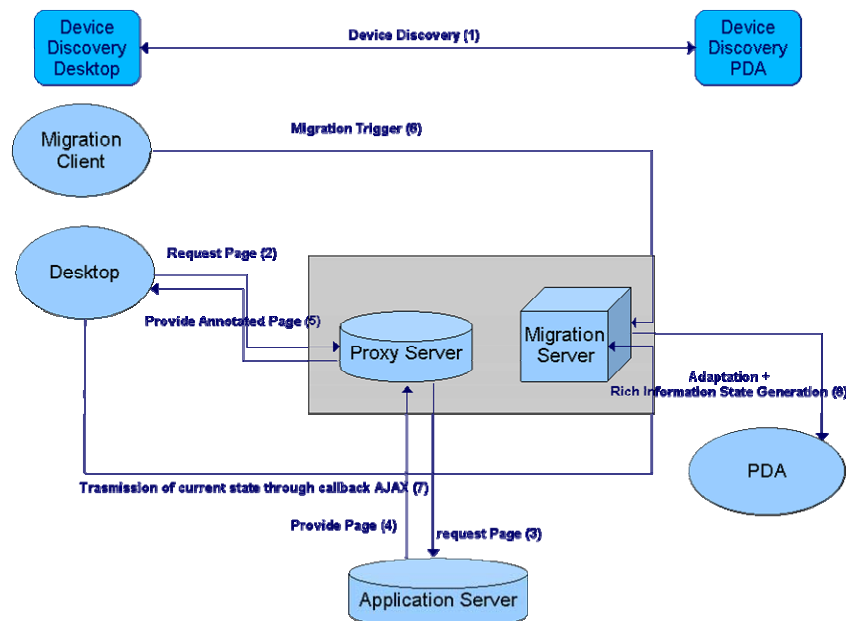 Device
Discovery
Desktop
Device Discovery (1)
Device
Discovery
PDA
Migration Trigger (6)
Migration
Client
Request Page (2)
Desktop
Provide Annotated Page (5)
Proxy Server
Migration
Server
Adaptation +
Rich Information State Generation (8)
PDA
Trasmission of current state through callback AJAX (7)
Provide Page (4)
request Page (3)
Application Server